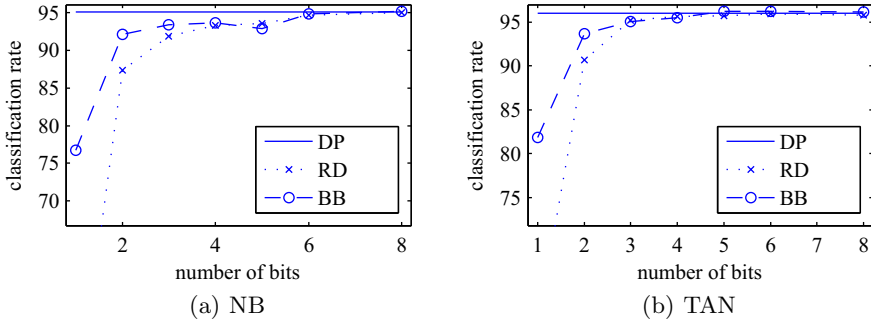 classification rate
95
90
85
80
75
70
DP
RD
BB
2
4
6
8
number of bits
(a) NB
classification rate
95
90
85
80
75
DP
RD
BB
1
2
3
4
5
6
7
8
number of bits
(b) TAN